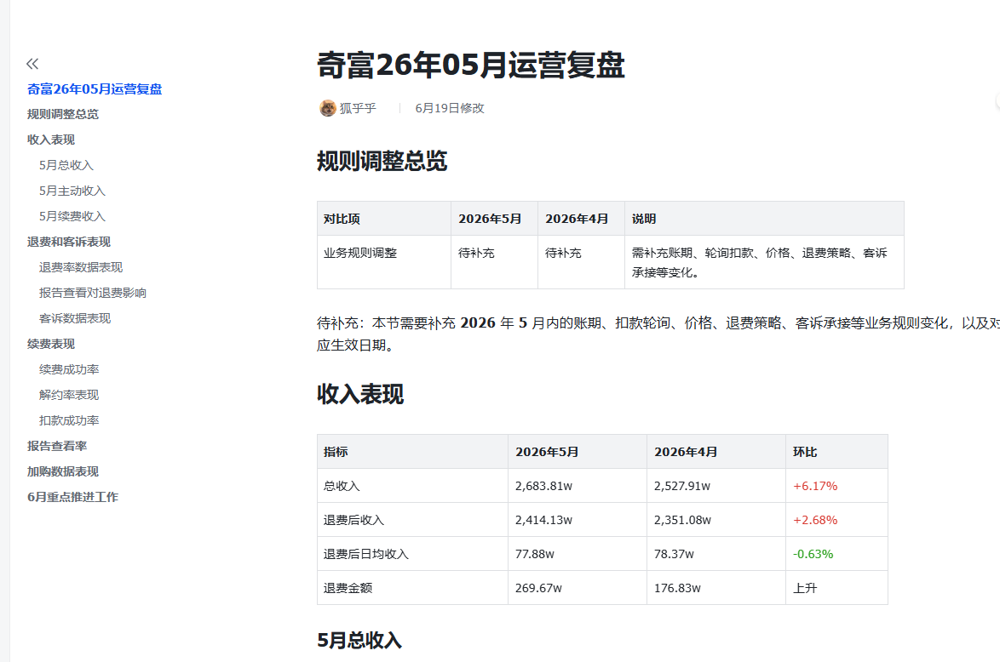 奇富26年05月运营复盘
规则调整总览
收入表现
5月总收入
5月主动收入
5月续费收入
退费和客诉表现
退费率数据表现
报告查看对退费影响
客诉数据表现
续费表现
续费成功率
解约率表现
扣款成功率
报告查看率
加购数据表现
6月重点推进工作
奇富26年05月运营复盘
狐乎乎 6月19日修改
规则调整总览
对比项 2026年5月 2026年4月 说明
业务规则调整 待补充 待补充 需补充账期、轮询扣款、价格、退费策略、客诉
承接等变化。
待补充：本节需要补充 2026 年 5 月内的账期、扣款轮询、价格、退费策略、客诉承接等业务规则变化，以及对
应生效日期。
收入表现
指标 2026年5月 2026年4月 环比
总收入 2,683.81w 2,527.91w +6.17%
退费后收入 2,414.13w 2,351.08w +2.68%
退费后日均收入 77.88w 78.37w -0.63%
退费金额 269.67w 176.83w 上升
5月总收入